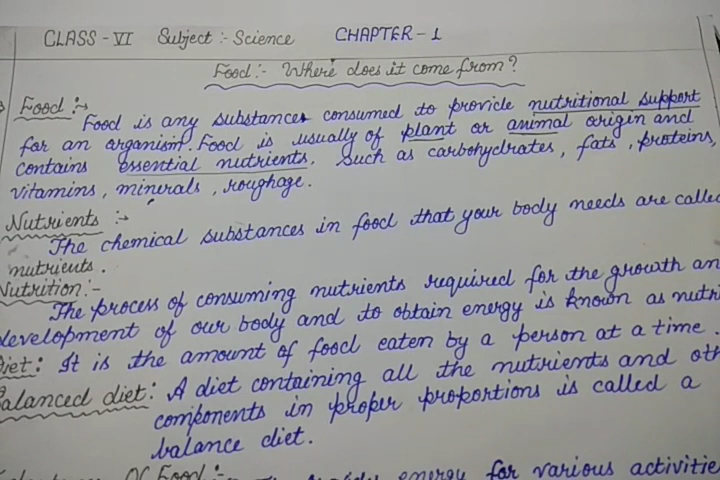 CLASS - VI Subject :- Science CHAPTER - 1
Food :- Where does it come from?
Food :-
Food is any substances consumed to provide nutritional support
for an organism. Food is usually of plant or animal origin and
contains essential nutrients. Such as carbohydrates, fats, proteins,
vitamins, minerals, roughage.
Nutrients :-
The chemical substances in food that your body needs are called
nutrients.
Nutrition :-
The process of consuming nutrients required for the growth an
development of our body and to obtain energy is known as nutri
Diet : It is the amount of food eaten by a person at a time.
Balanced diet : A diet containing all the nutrients and oth
components in proper proportions is called a
balance diet.
Of Food :- energy for various activitie